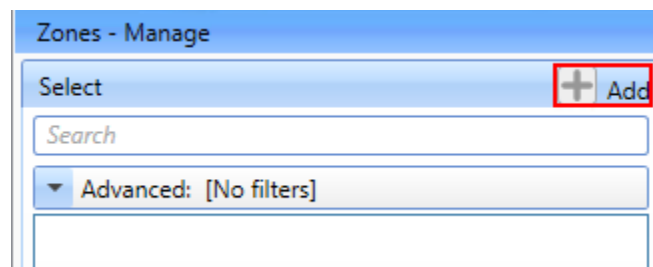 Zones - Manage
Select Add
Search
Advanced: [No filters]